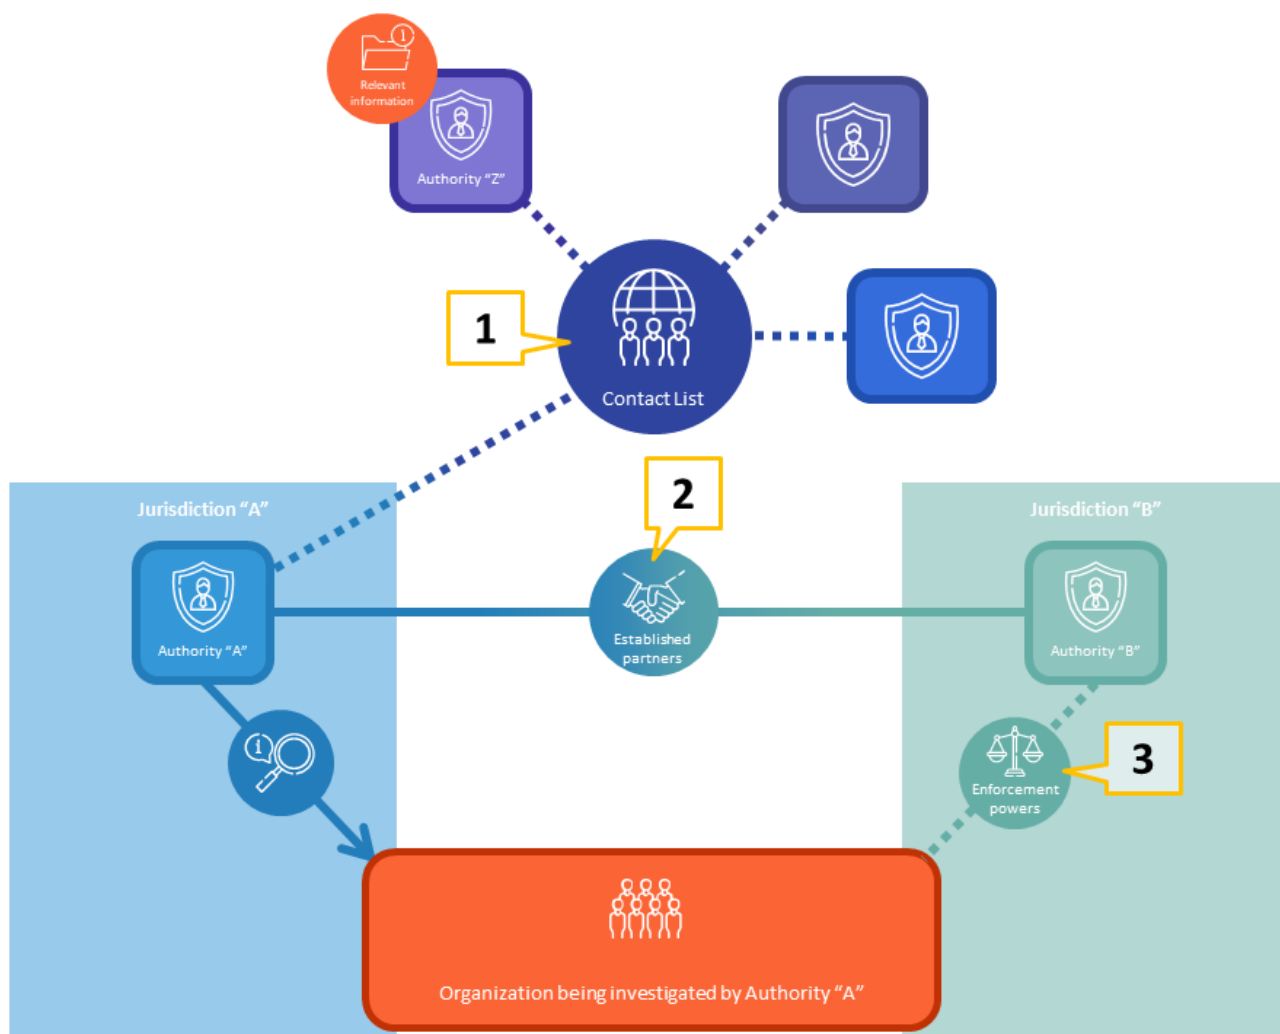 i
Relevant
information
Authority “Z”
1
Contact List
2
Jurisdiction “A”
Jurisdiction “B”
Authority “A”
Established
partners
Authority “B”
i
3
Enforcement
powers
Organization being investigated by Authority “A”